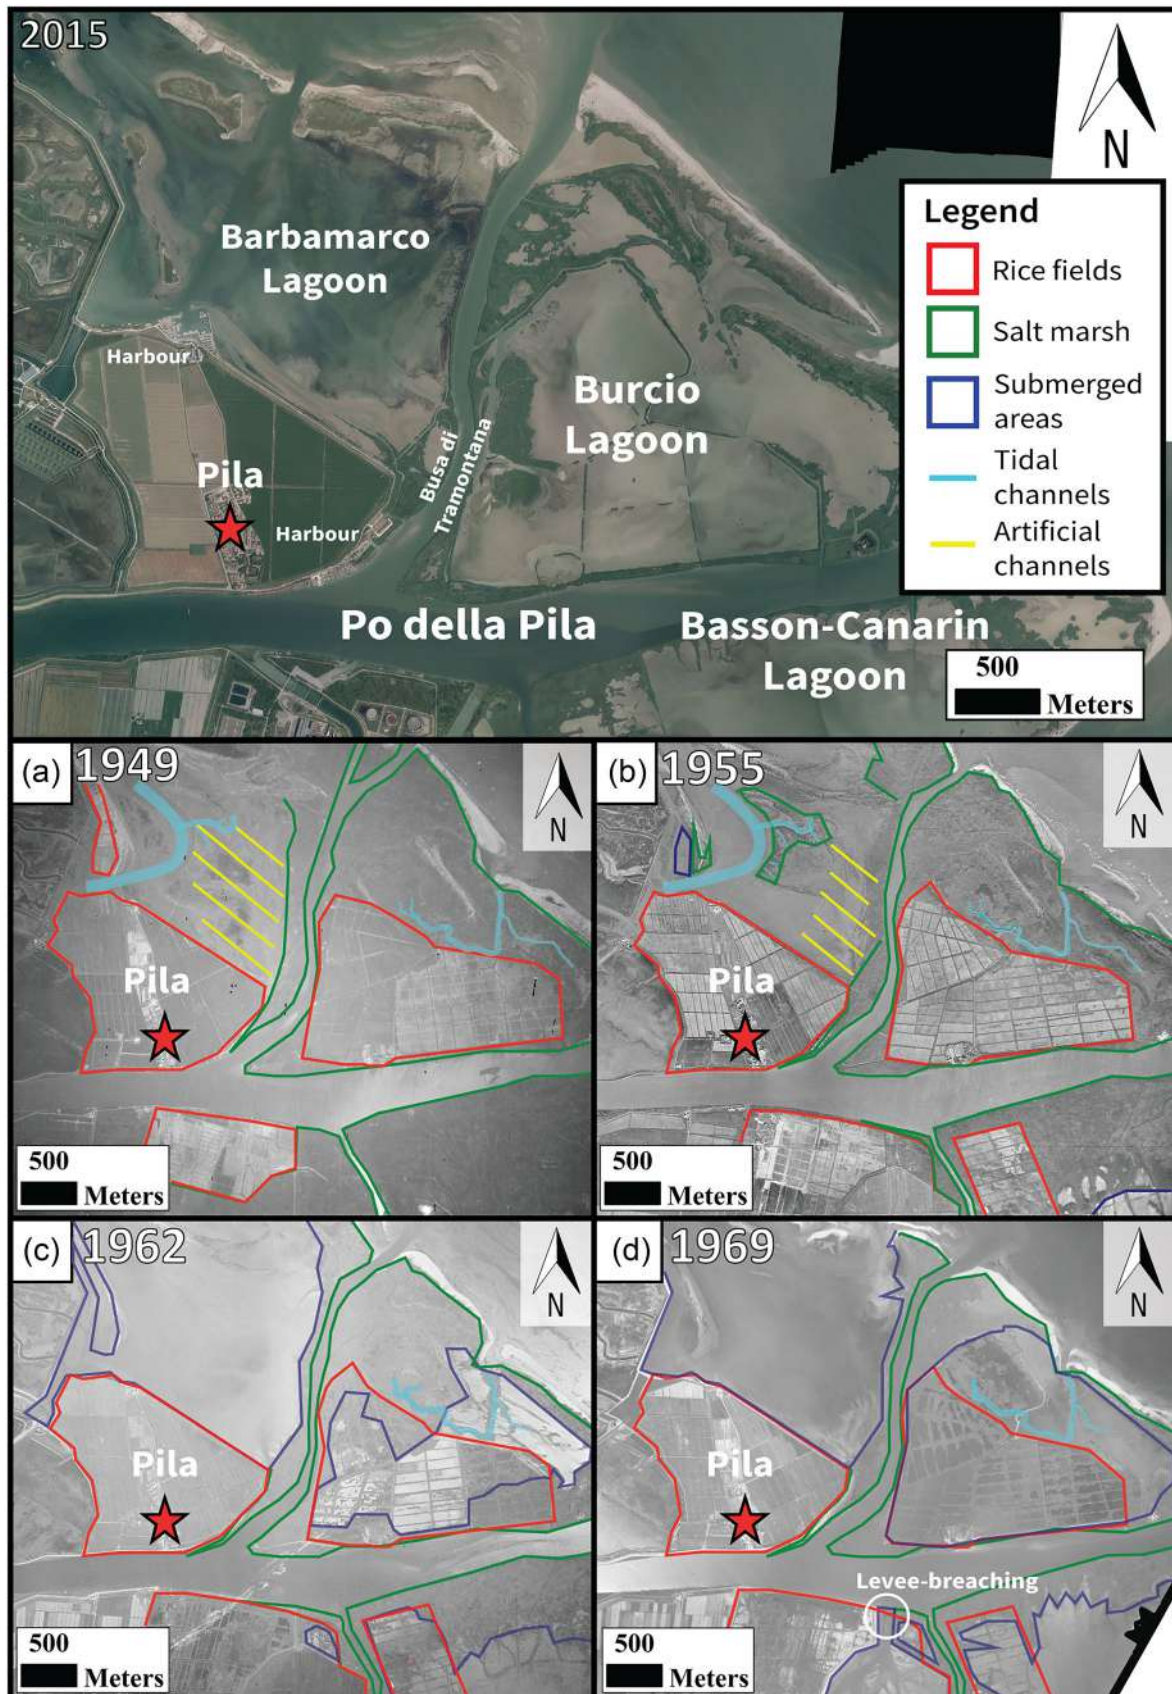 2015
N
Legend
Rice fields
Salt marsh
Submerged
areas
Tidal
channels
Artificial
channels
Barbamarco
Lagoon
Harbour
Burcio
Lagoon
Busa di
Tramontana
Pila
Harbour
Po della Pila
Basson-Canarin
Lagoon
500
Meters
(a) 1949
N
Pila
500
Meters
(b) 1955
N
Pila
500
Meters
(c) 1962
N
Pila
500
Meters
(d) 1969
N
Pila
Levee-breaching
500
Meters